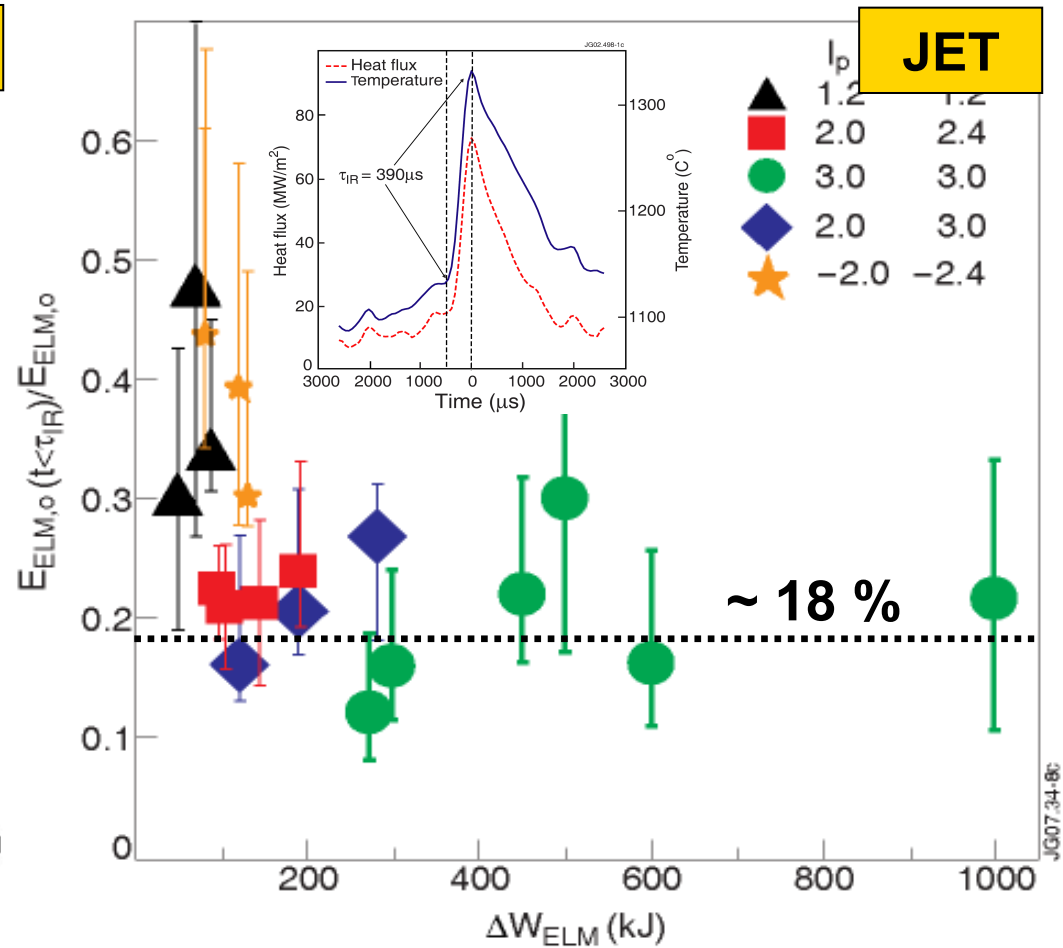 JET
Ip
1.2 1.2
2.0 2.4
3.0 3.0
2.0 3.0
−2.0 −2.4
JG02.498-1c
Heat flux
Temperature
τIR = 390μs
Heat flux (MW/m²)
80
60
40
20
0
Temperature (C°)
1300
1200
1100
3000 2000 1000 0 1000 2000 3000
Time (μs)
EELM,o (t<τIR)/EELM,o
0.6
0.5
0.4
0.3
0.2
0.1
0
~ 18 %
200 400 600 800 1000
ΔWELM (kJ)
JG07.34-8c